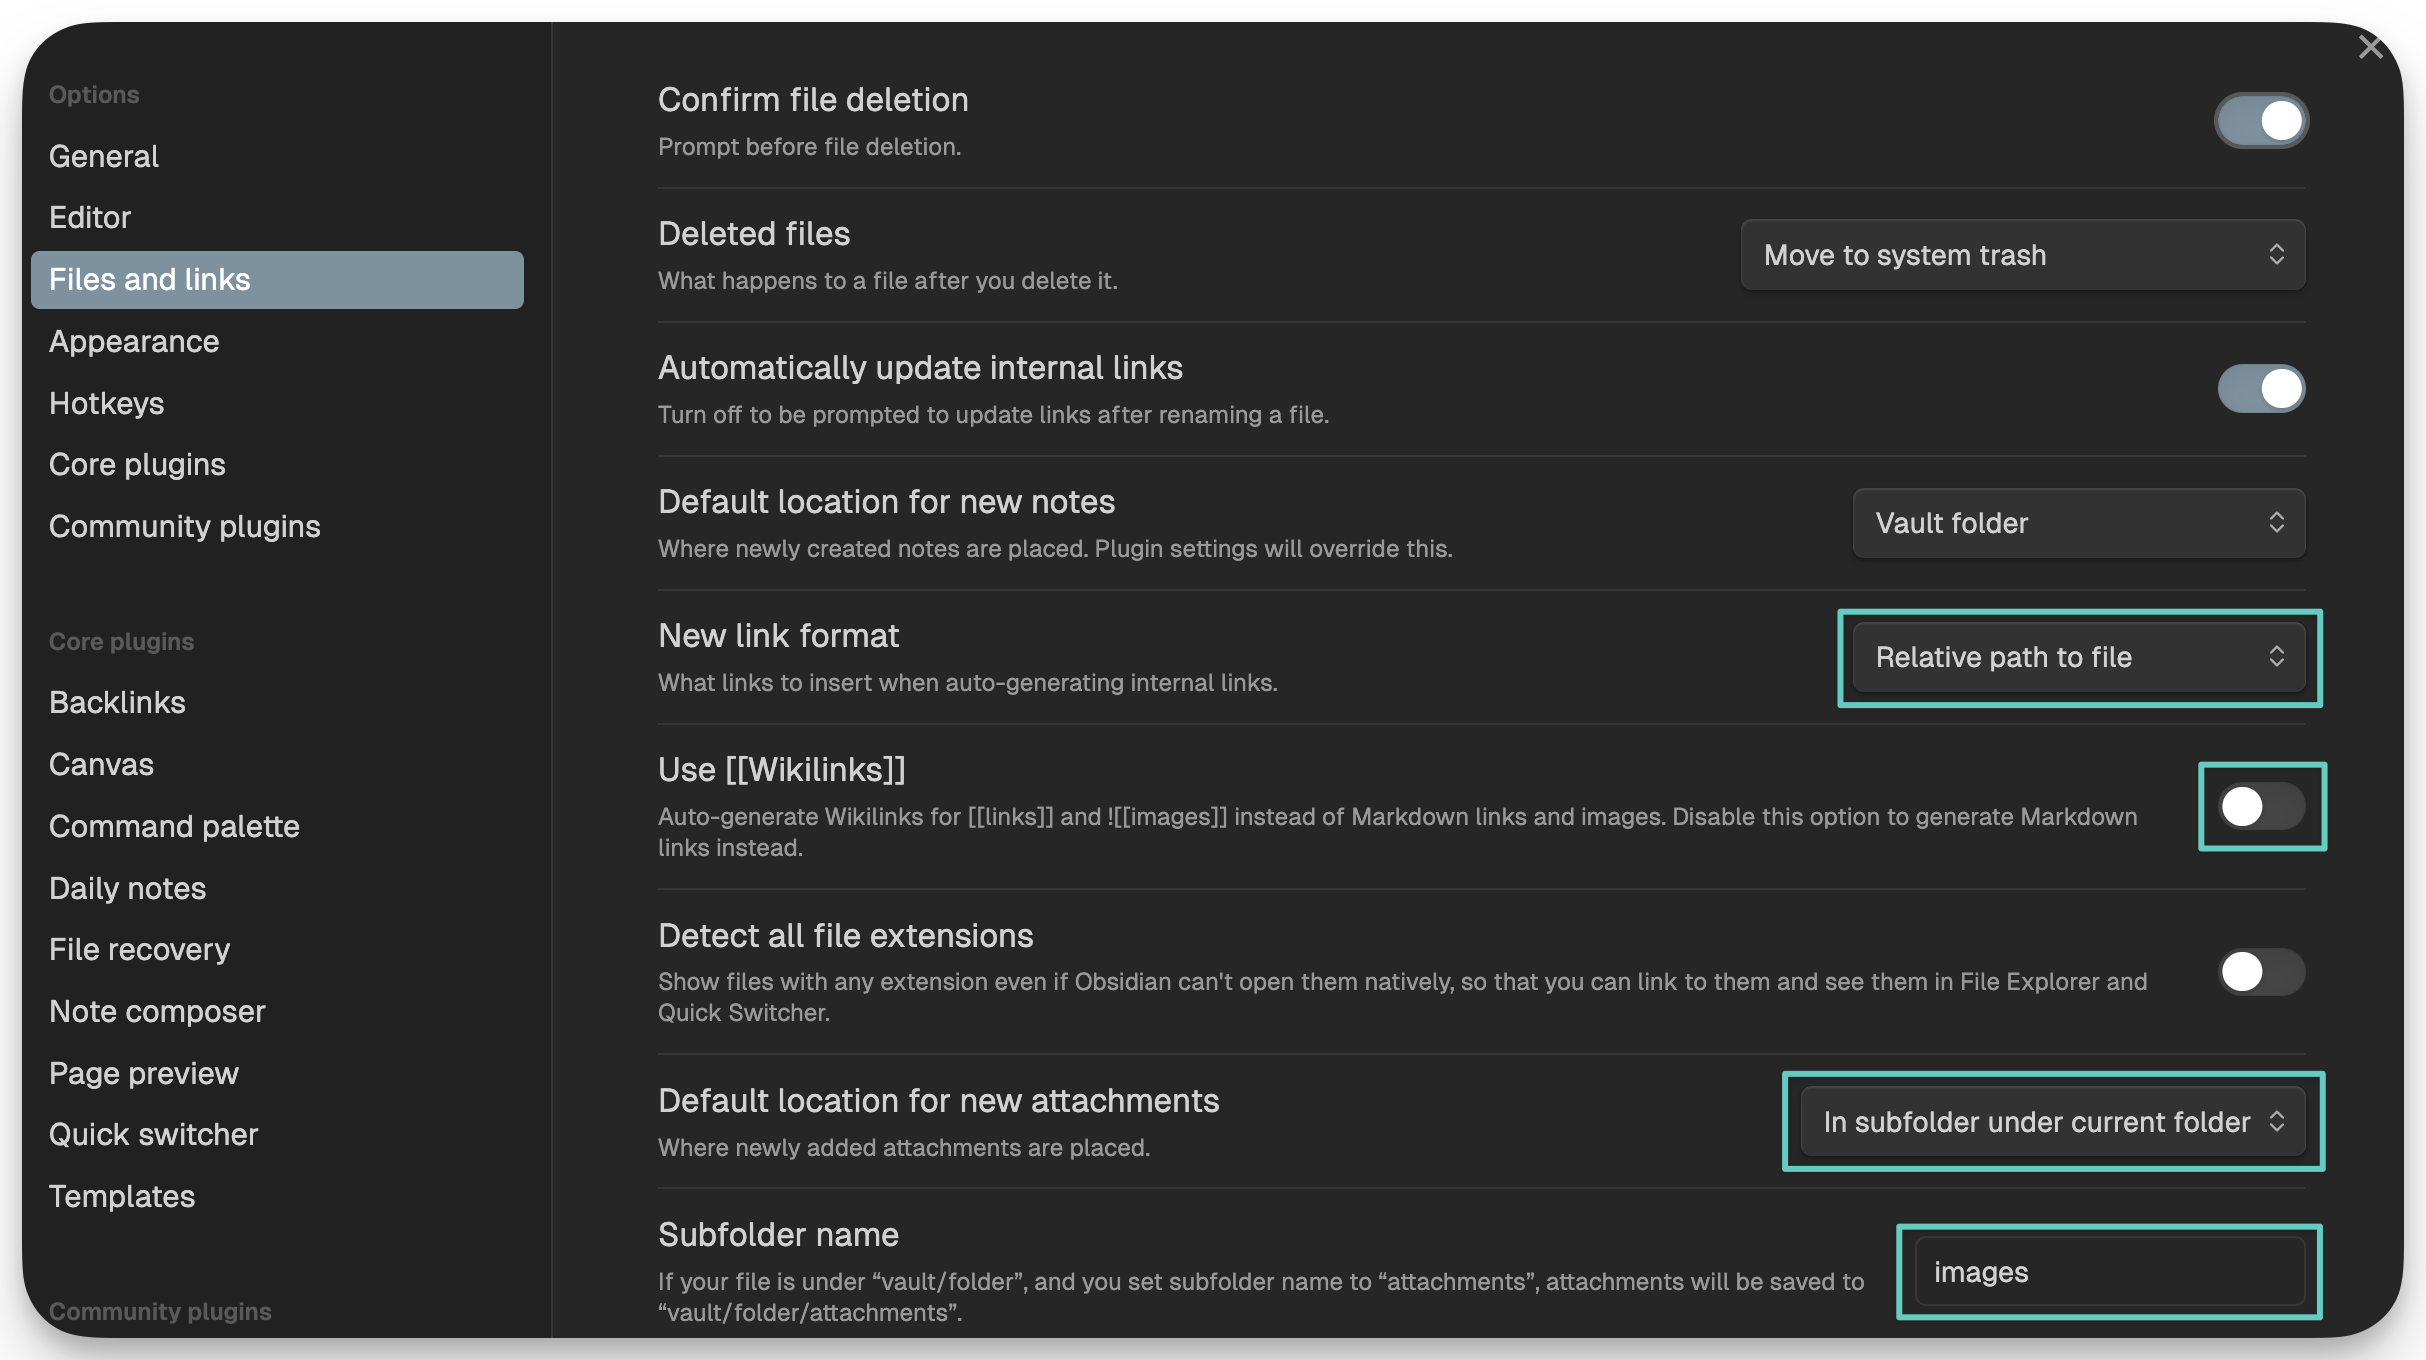 Options
General
Editor
Files and links
Appearance
Hotkeys
Core plugins
Community plugins
Core plugins
Backlinks
Canvas
Command palette
Daily notes
File recovery
Note composer
Page preview
Quick switcher
Templates
Community plugins
Confirm file deletion
Prompt before file deletion.
Deleted files
What happens to a file after you delete it.
Move to system trash
Automatically update internal links
Turn off to be prompted to update links after renaming a file.
Default location for new notes
Where newly created notes are placed. Plugin settings will override this.
Vault folder
New link format
What links to insert when auto-generating internal links.
Relative path to file
Use [[Wikilinks]]
Auto-generate Wikilinks for [[links]] and ![[images]] instead of Markdown links and images. Disable this option to generate Markdown
links instead.
Detect all file extensions
Show files with any extension even if Obsidian can't open them natively, so that you can link to them and see them in File Explorer and
Quick Switcher.
Default location for new attachments
Where newly added attachments are placed.
In subfolder under current folder
Subfolder name
If your file is under “vault/folder”, and you set subfolder name to “attachments”, attachments will be saved to
“vault/folder/attachments”.
images